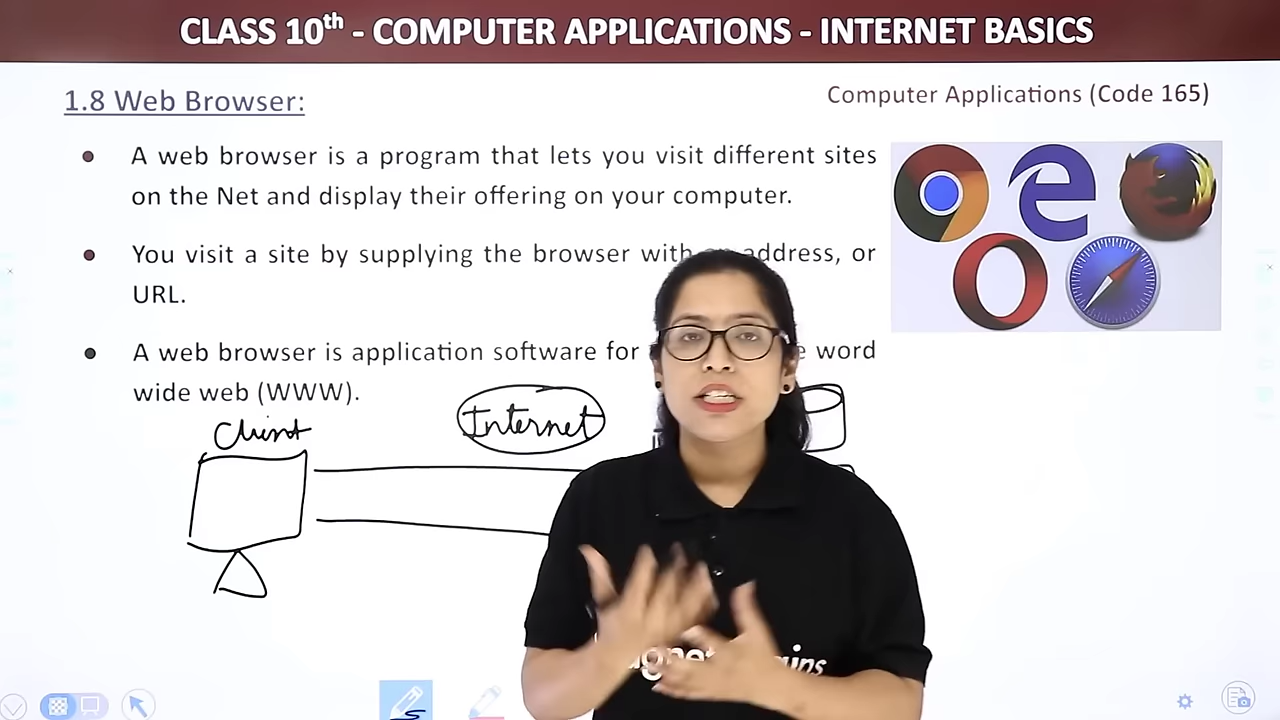 CLASS 10th - COMPUTER APPLICATIONS - INTERNET BASICS
1.8 Web Browser:
Computer Applications (Code 165)
A web browser is a program that lets you visit different sites
on the Net and display their offering on your computer.
You visit a site by supplying the browser with address, or
URL.
A web browser is application software for word
wide web (WWW).
Client
Internet